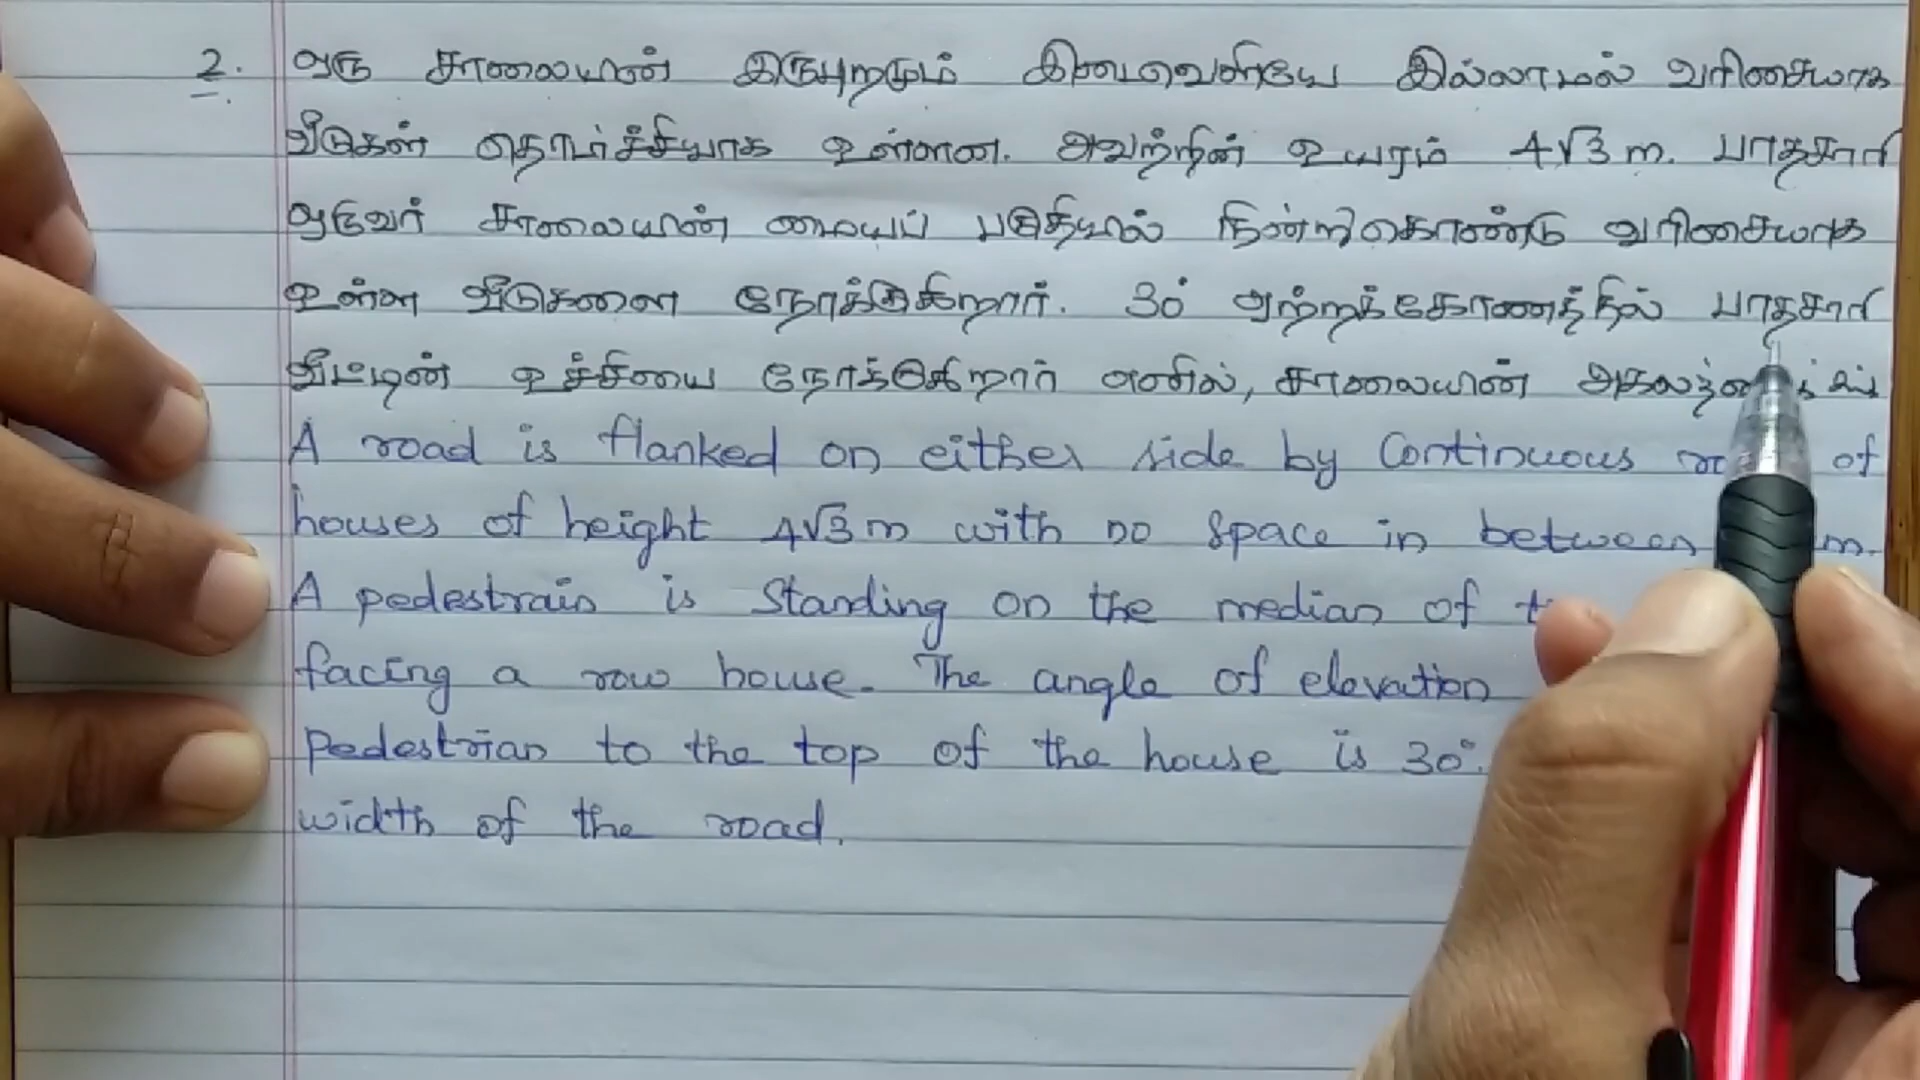 2. ஒரு சாலையின் இருபுறமும் இடைவெளியே இல்லாமல் வரிசையாக
வீடுகள் தொடர்ச்சியாக உள்ளன. அவற்றின் உயரம் 4√3 m. பாதசாரி
ஒருவர் சாலையின் மையப் பகுதியில் நின்றுகொண்டு வரிசையாக
உள்ள வீடுகளை நோக்குகிறார். 30° ஏற்றக்கோணத்தில் பாதசாரி
வீட்டின் உச்சியை நோக்குகிறார் எனில், சாலையின்
A road is flanked on either side by Continuous of
houses of height 4√3 m with no space in between
A pedestrain is Standing on the median of
facing a row house. The angle of elevation
Pedestrian to the top of the house is 30°.
width of the road.